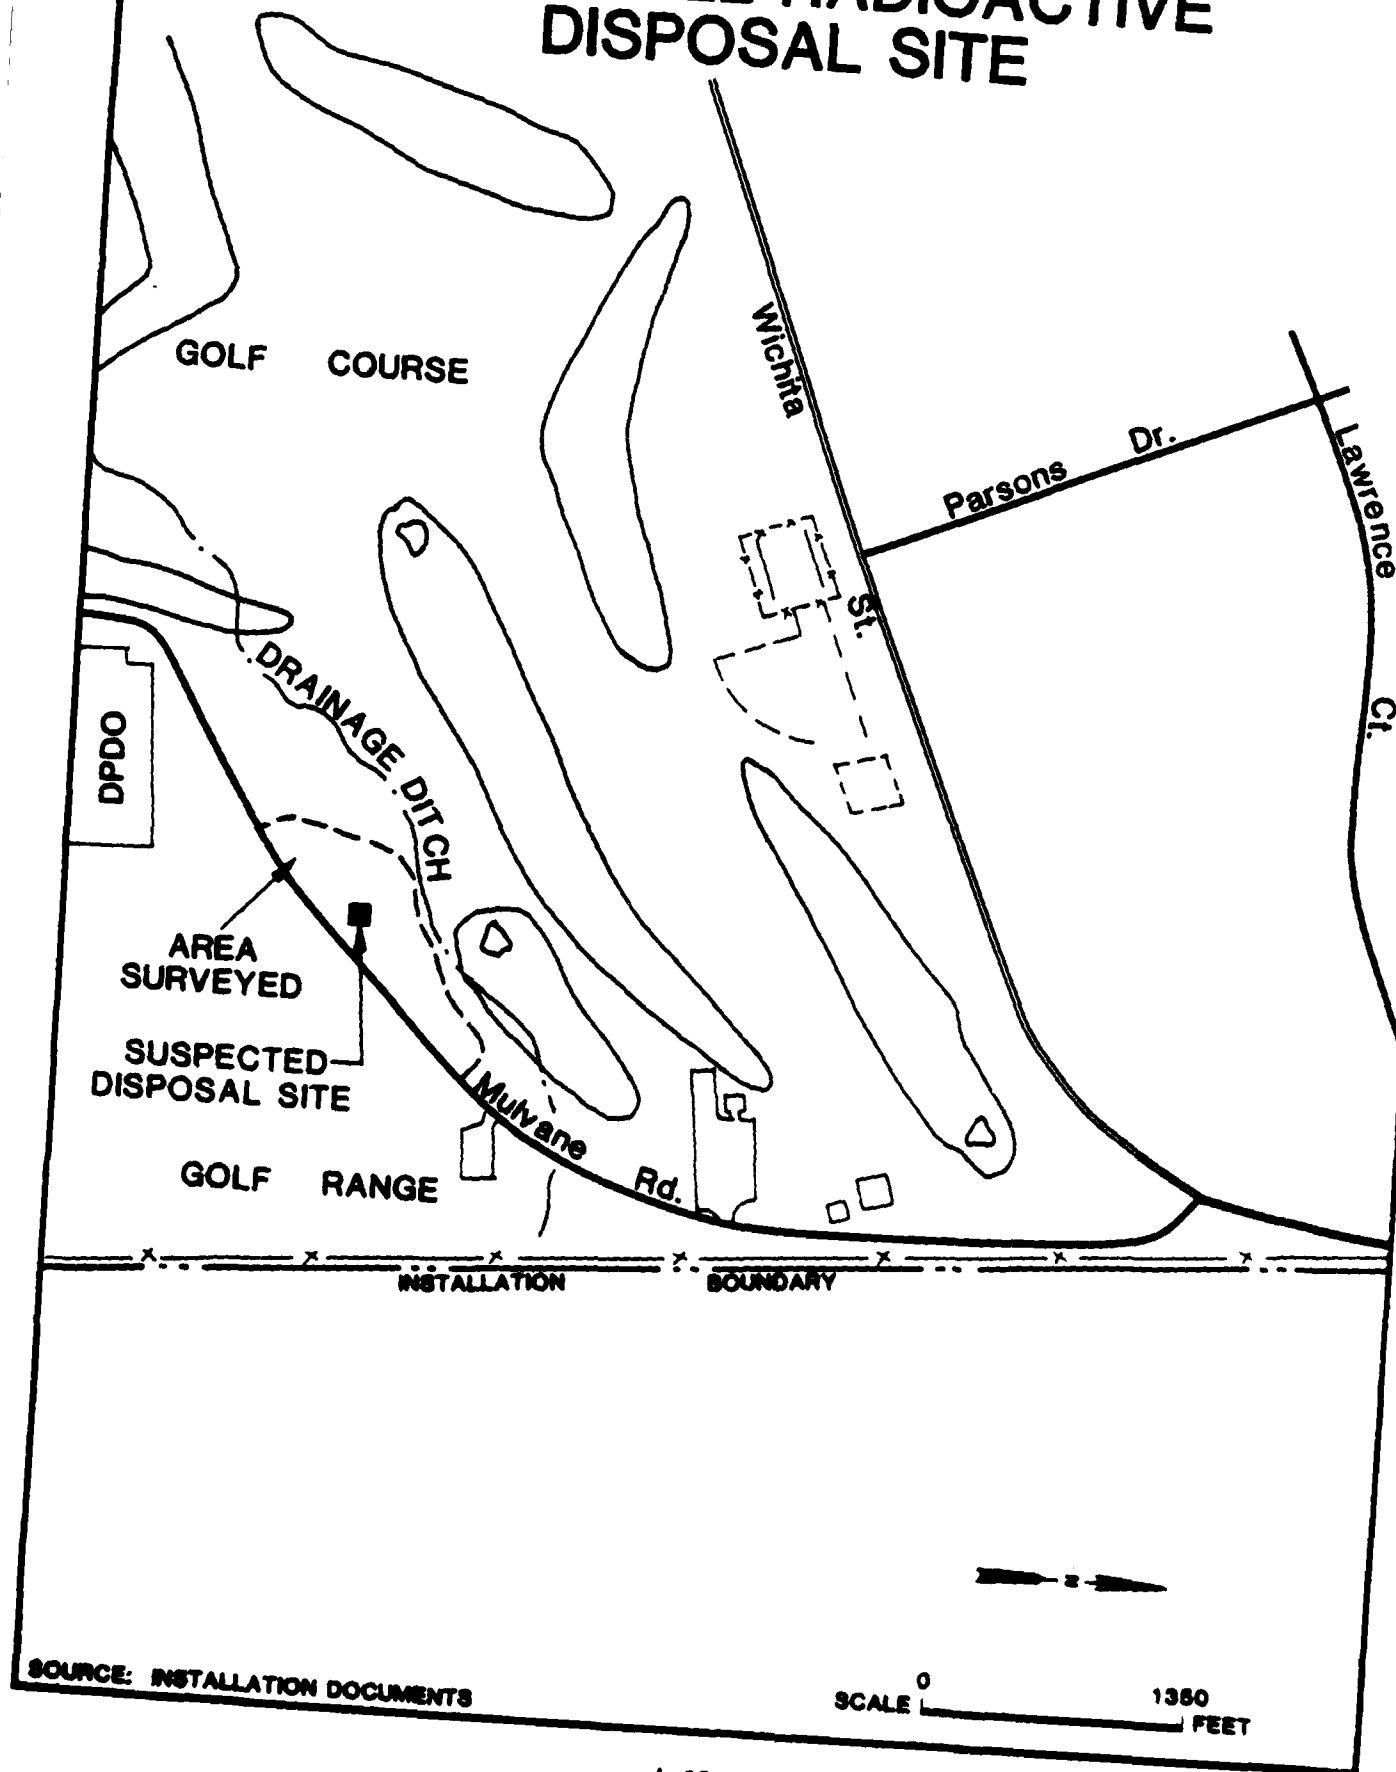 RADIOACTIVE
DISPOSAL SITE
Wichita St.
GOLF COURSE
Parsons Dr.
Lawrence Ct.
DRAINAGE DITCH
DPDO
AREA
SURVEYED
SUSPECTED
DISPOSAL SITE
Mulvane Rd.
GOLF RANGE
INSTALLATION BOUNDARY
N
SOURCE: INSTALLATION DOCUMENTS
0 1350
SCALE FEET